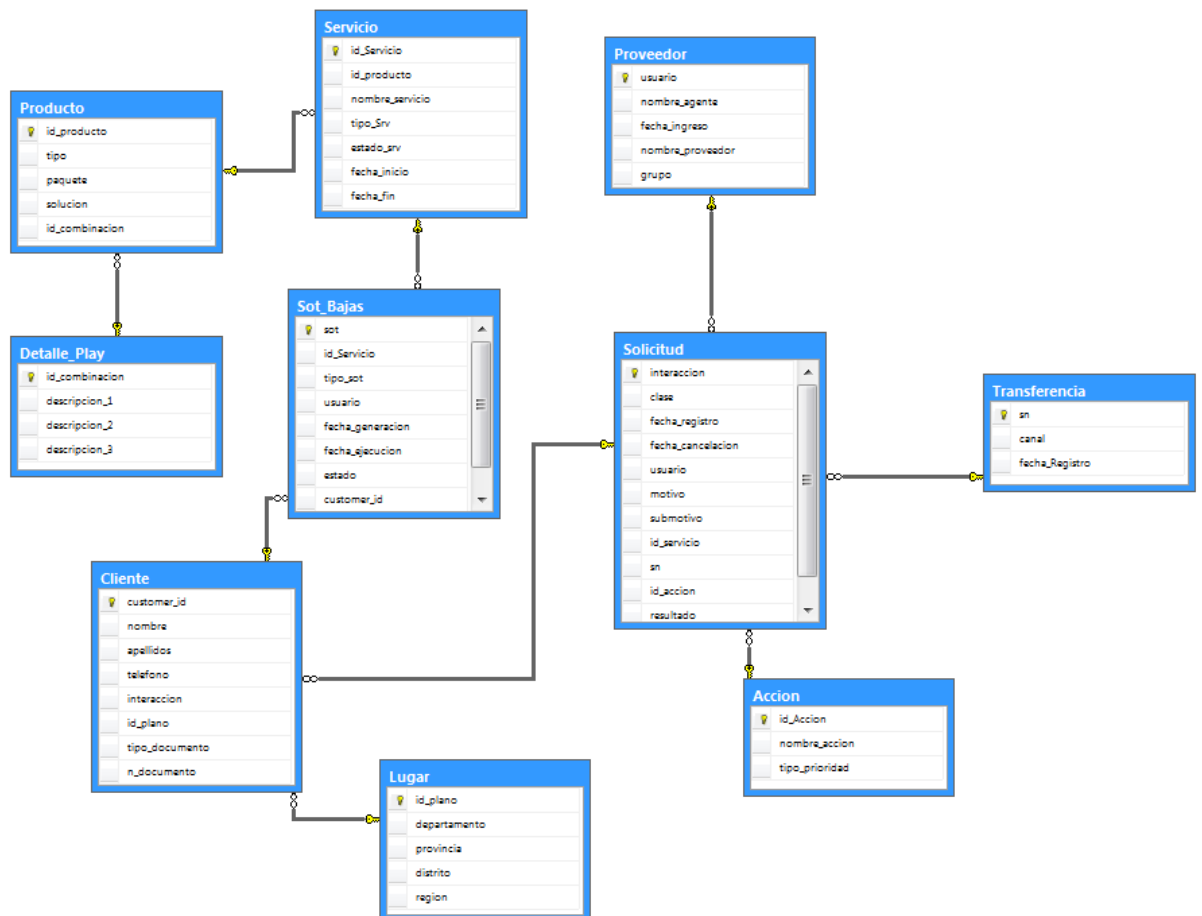 Servicio
id_Servicio
id_producto
nombre_servicio
tipo_Srv
estado_srv
fecha_inicio
fecha_fin
Proveedor
usuario
nombre_agente
fecha_ingreso
nombre_proveedor
grupo
Producto
id_producto
tipo
paquete
solucion
id_combinacion
Sot_Bajas
sot
id_Servicio
tipo_sot
usuario
fecha_generacion
fecha_ejecucion
estado
customer_id
Detalle_Play
id_combinacion
descripcion_1
descripcion_2
descripcion_3
Solicitud
interaccion
clase
fecha_registro
fecha_cancelacion
usuario
motivo
submotivo
id_servicio
sn
id_accion
resultado
Transferencia
sn
canal
fecha_Registro
Cliente
customer_id
nombre
apellidos
telefono
interaccion
id_plano
tipo_documento
n_documento
Accion
id_Accion
nombre_accion
tipo_prioridad
Lugar
id_plano
departamento
provincia
distrito
region